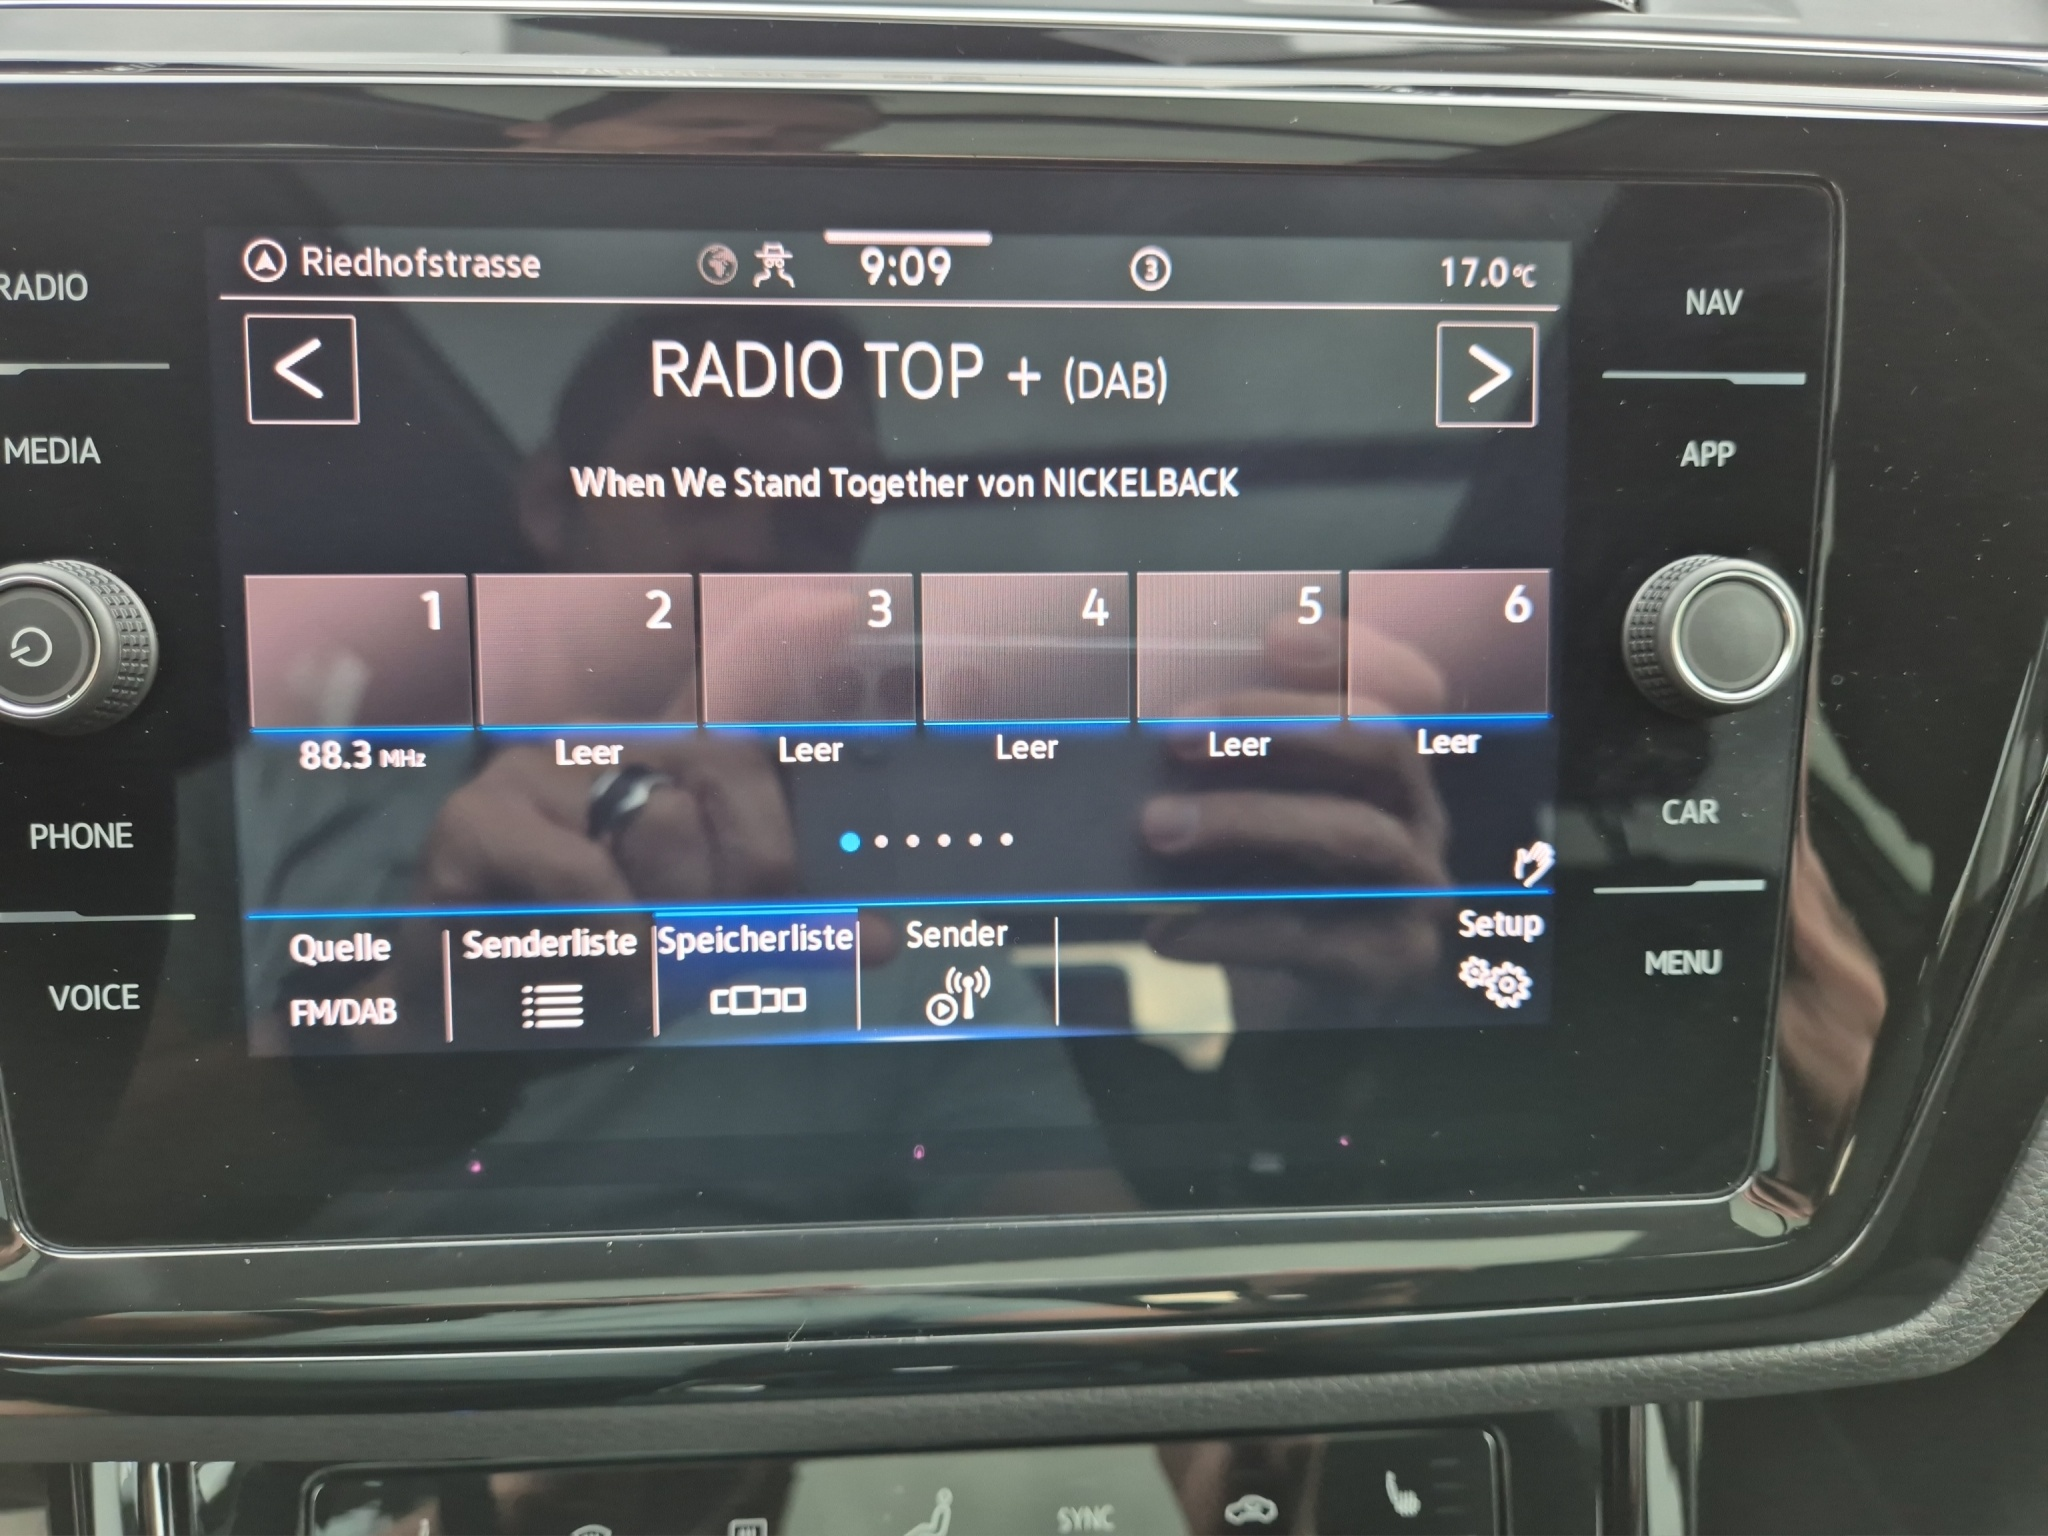 Riedhofstrasse 9:09 3 17.0°C
RADIO
NAV
RADIO TOP + (DAB)
MEDIA
APP
When We Stand Together von NICKELBACK
1 2 3 4 5 6
88.3 MHz Leer Leer Leer Leer Leer
PHONE
CAR
Quelle Senderliste Speicherliste Sender Setup
FM/DAB
VOICE
MENU
SYNC